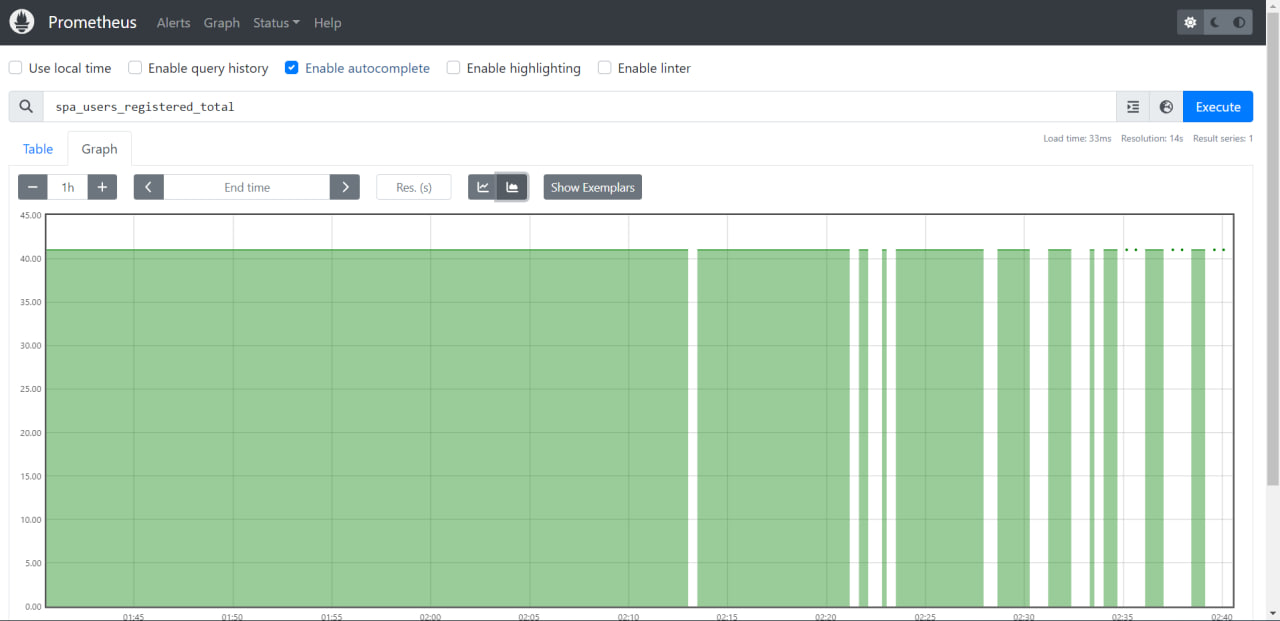 Prometheus Alerts Graph Status Help
Use local time Enable query history Enable autocomplete Enable highlighting Enable linter
spa_users_registered_total Execute
Load time: 33ms Resolution: 14s Result series: 1
Table Graph
1h End time Res. (s) Show Exemplars
45.00
40.00
35.00
30.00
25.00
20.00
15.00
10.00
5.00
0.00
01:45 01:50 01:55 02:00 02:05 02:10 02:15 02:20 02:25 02:30 02:35 02:40